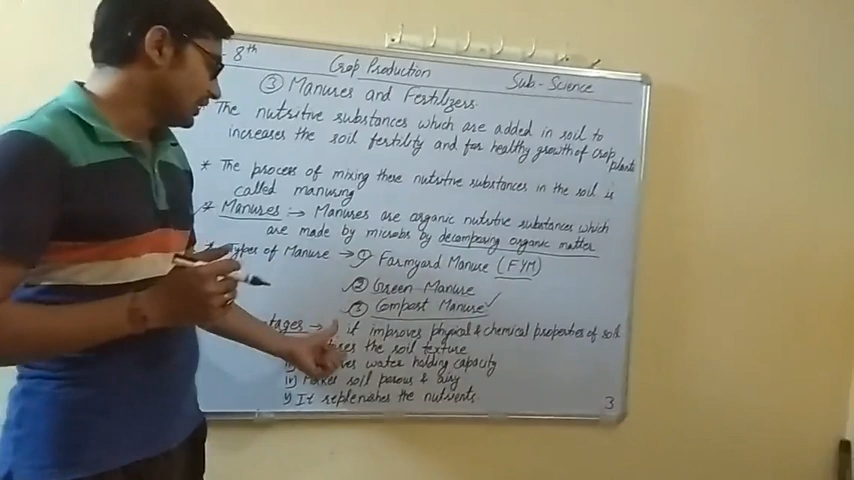 8th
Crop Production
Sub-Science
③ Manures and Fertilizers.
The nutritive substances which are added in soil to
increases the soil fertility and for healthy growth of crop
plants
* The process of mixing there nutritive substances in the soil is
called manuring
* Manures :→ Manures are organic nutritive substances which
are made by microbs by decomposing organic matter
Types of Manure → ① Farmyard Manure (FYM)
② Green Manure
③ Compost Manure ✓
tages → it improves physical & chemical properties of soil
the soil texture
water holding capacity
iv) Makes soil porous & airy
v) It replenishes the nutrients.
3